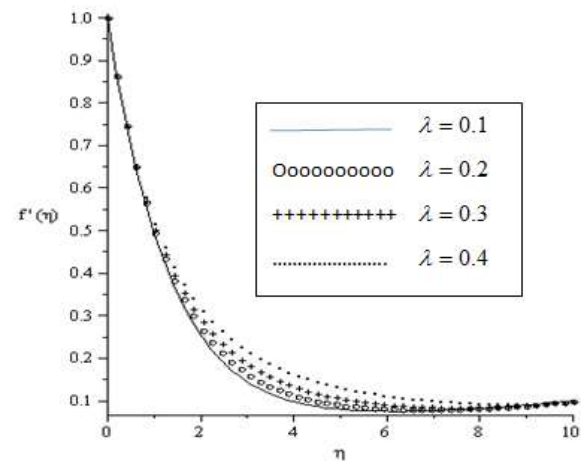 1.0
0.9
0.8
0.7
0.6
f'(η)
0.5
0.4
0.3
0.2
0.1
0 2 4 6 8 10
η
λ = 0.1
Ooooooooooo λ = 0.2
+++++++++++ λ = 0.3
..................... λ = 0.4